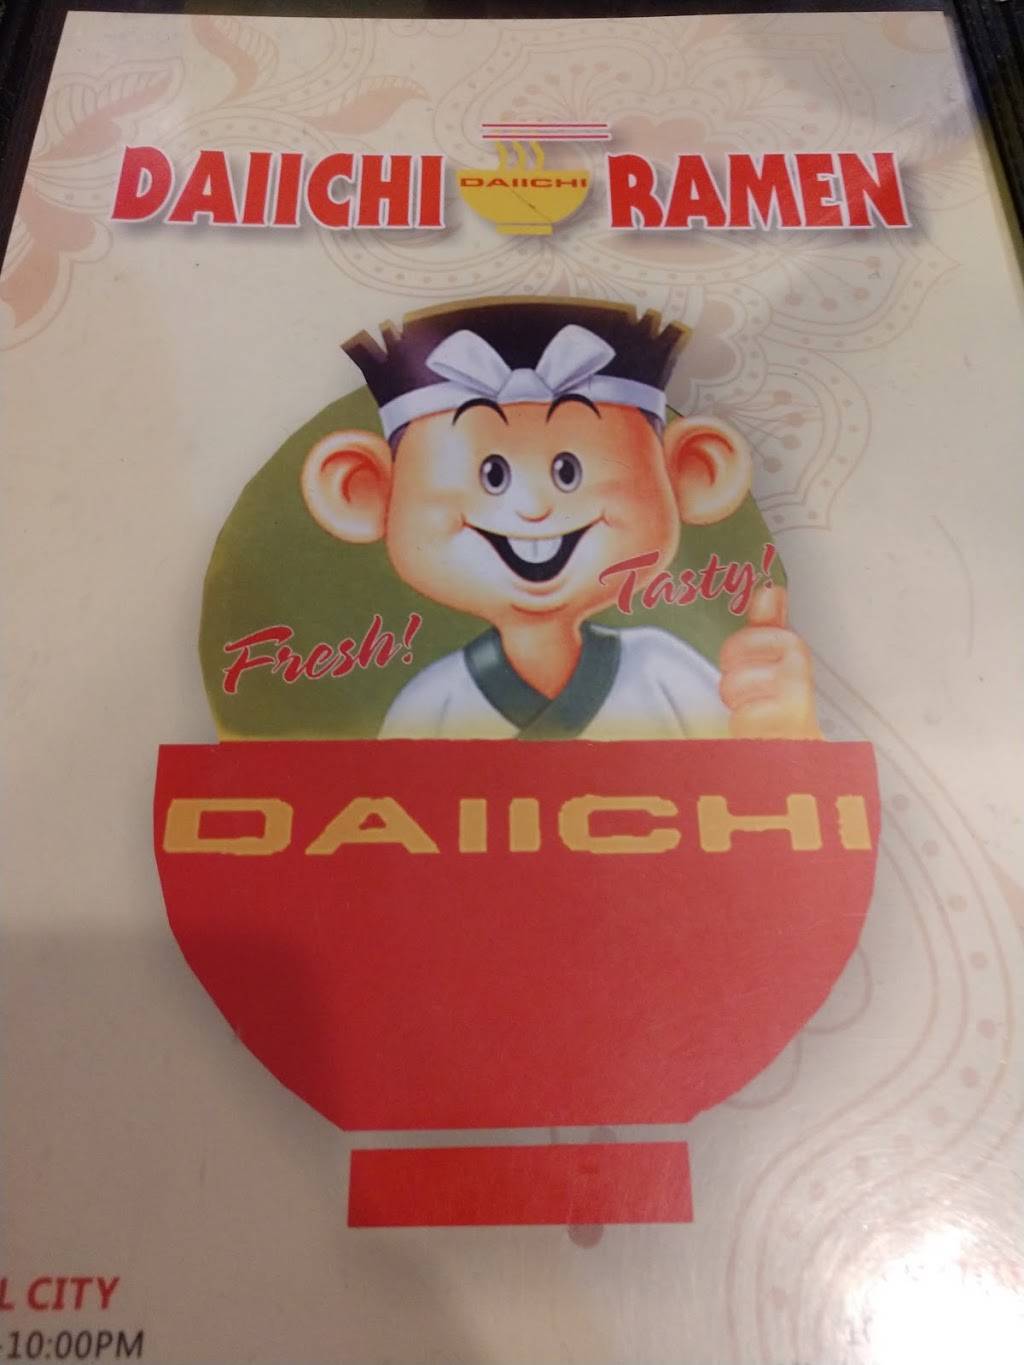 DAIICHI DAIICHI RAMEN
Tasty!
Fresh!
DAIICHI
L CITY
-10:00PM